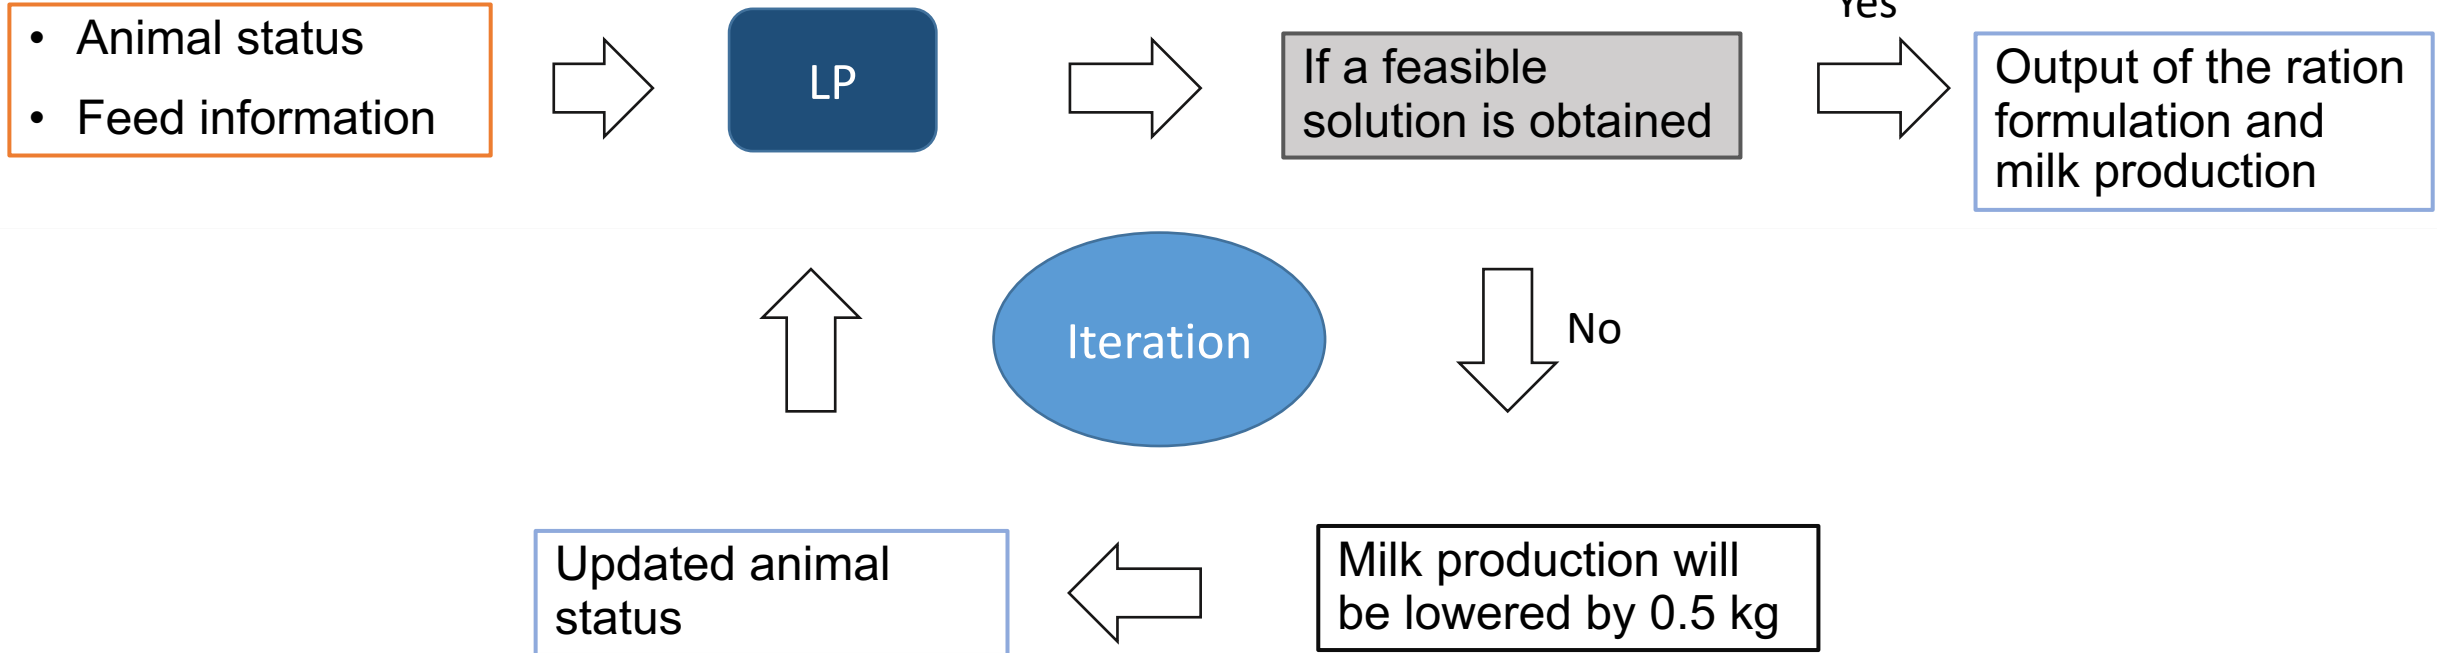 • Animal status
• Feed information
LP
If a feasible
solution is obtained
Yes
Output of the ration
formulation and
milk production
Iteration
No
Updated animal
status
Milk production will
be lowered by 0.5 kg